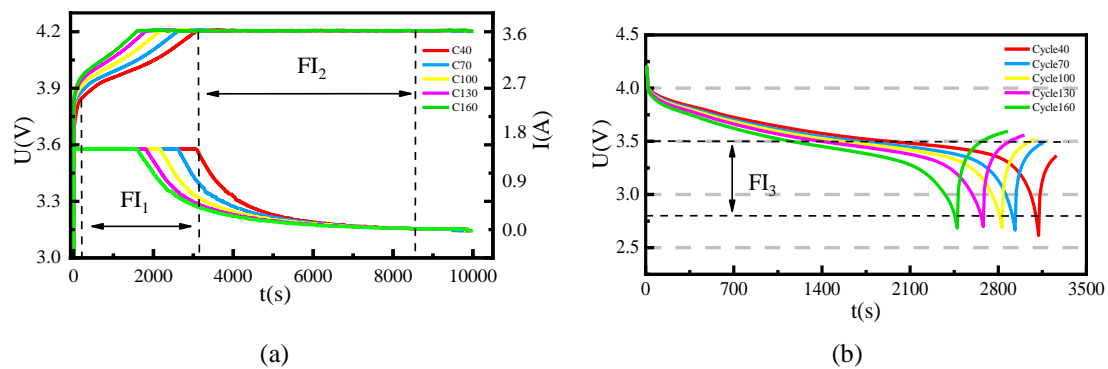 4.2
3.9
3.6
3.3
3.0
U(V)
FI2
FI1
C40
C70
C100
C130
C160
3.6
2.7
1.8
0.9
0.0
I(A)
0 2000 4000 6000 8000 10000
t(s)
(a)
4.5
4.0
3.5
3.0
2.5
U(V)
Cycle40
Cycle70
Cycle100
Cycle130
Cycle160
FI3
0 700 1400 2100 2800 3500
t(s)
(b)